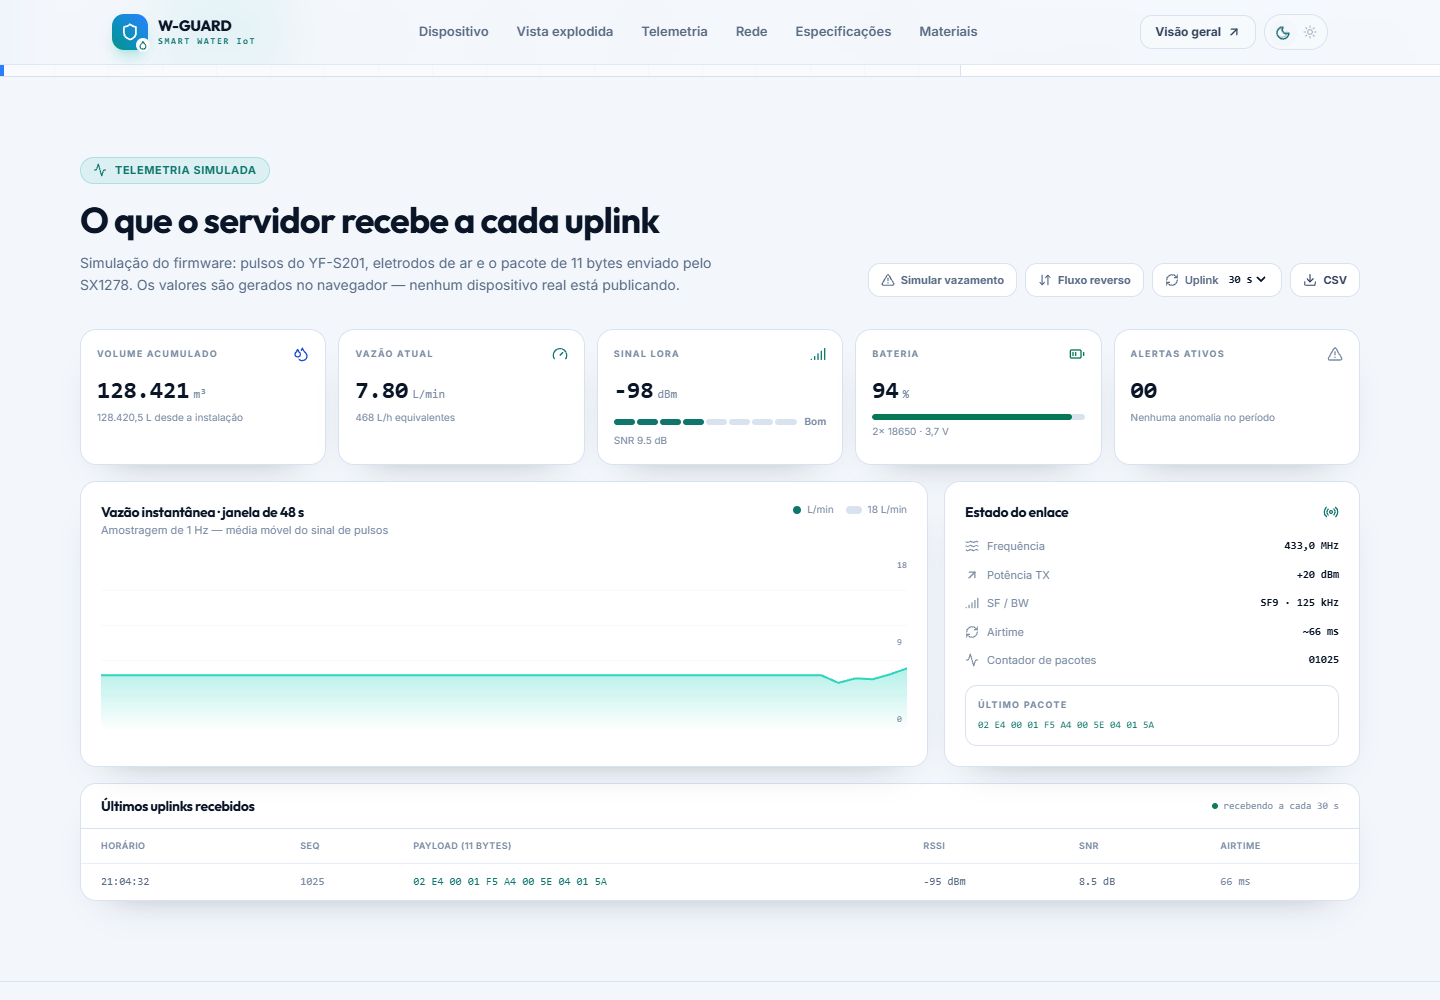 W-GUARD
SMART WATER IoT
Dispositivo
Vista explodida
Telemetria
Rede
Especificações
Materiais
Visão geral
TELEMETRIA SIMULADA
O que o servidor recebe a cada uplink
Simulação do firmware: pulsos do YF-S201, eletrodos de ar e o pacote de 11 bytes enviado pelo
SX1278. Os valores são gerados no navegador — nenhum dispositivo real está publicando.
Simular vazamento
Fluxo reverso
Uplink 30 s
CSV
VOLUME ACUMULADO
128.421 m³
128.420,5 L desde a instalação
VAZÃO ATUAL
7.80 L/min
468 L/h equivalentes
SINAL LORA
-98 dBm
Bom
SNR 9.5 dB
BATERIA
94 %
2× 18650 · 3,7 V
ALERTAS ATIVOS
00
Nenhuma anomalia no período
Vazão instantânea · janela de 48 s
Amostragem de 1 Hz — média móvel do sinal de pulsos
L/min
18 L/min
18
9
0
Estado do enlace
Frequência 433,0 MHz
Potência TX +20 dBm
SF / BW SF9 · 125 kHz
Airtime ~66 ms
Contador de pacotes 01025
ÚLTIMO PACOTE
02 E4 00 01 F5 A4 00 5E 04 01 5A
Últimos uplinks recebidos
recebendo a cada 30 s
HORÁRIO SEQ PAYLOAD (11 BYTES) RSSI SNR AIRTIME
21:04:32 1025 02 E4 00 01 F5 A4 00 5E 04 01 5A -95 dBm 8.5 dB 66 ms